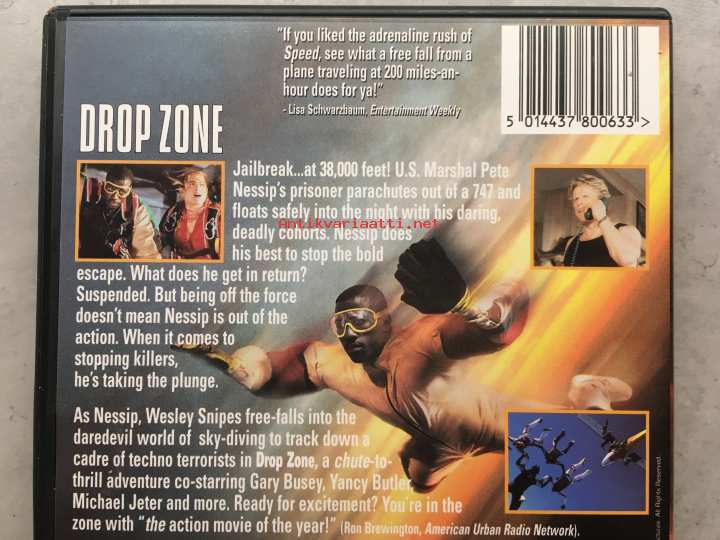 "If you liked the adrenaline rush of
Speed, see what a free fall from a
plane traveling at 200 miles-an-
hour does for ya!"
- Lisa Schwarzbaum, Entertainment Weekly
5 014437 800633 >
DROP ZONE
Jailbreak...at 38,000 feet! U.S. Marshal Pete
Nessip's prisoner parachutes out of a 747 and
floats safely into the night with his daring,
deadly cohorts. Nessip does
his best to stop the bold
escape. What does he get in return?
Suspended. But being off the force
doesn't mean Nessip is out of the
action. When it comes to
stopping killers,
he's taking the plunge.
Antikvariaatti.net
As Nessip, Wesley Snipes free-falls into the
daredevil world of sky-diving to track down a
cadre of techno terrorists in Drop Zone, a chute-to-
thrill adventure co-starring Gary Busey, Yancy Butler,
Michael Jeter and more. Ready for excitement? You're in the
zone with "the action movie of the year!" (Ron Brewington, American Urban Radio Network).
All Rights Reserved.